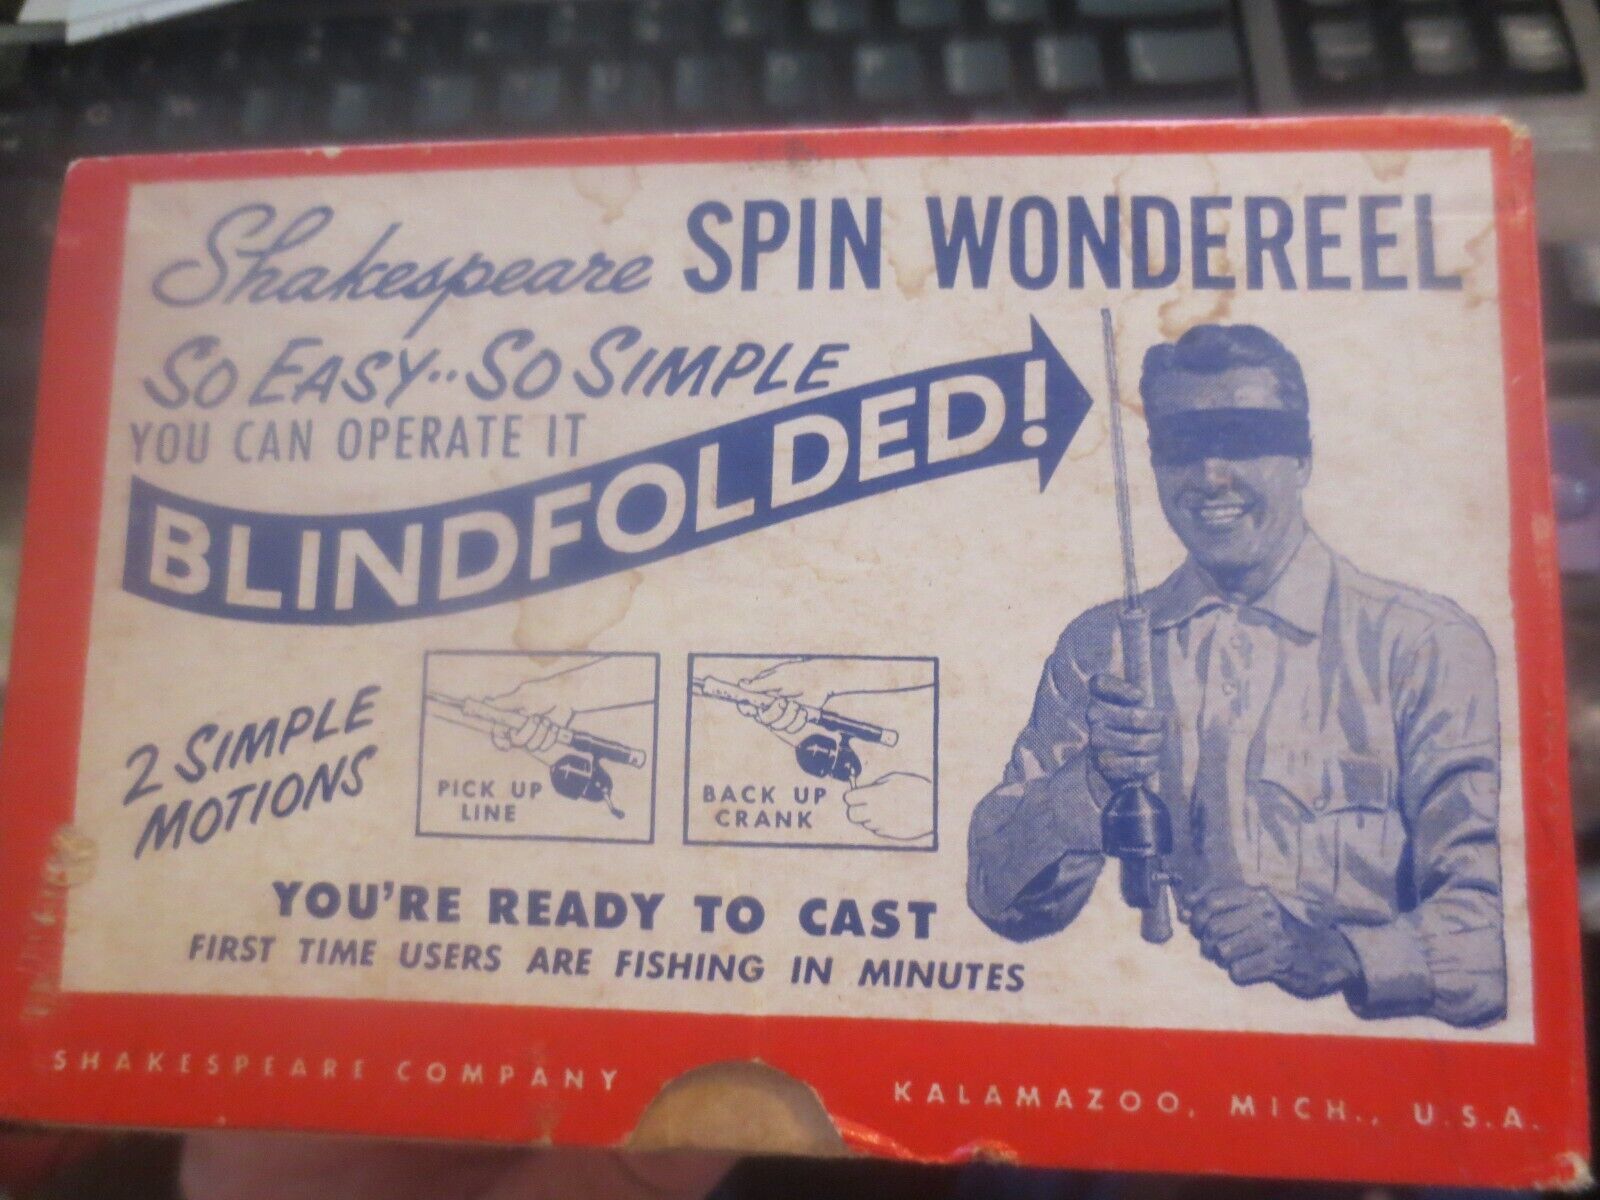 Shakespeare SPIN WONDEREEL
SO EASY.. SO SIMPLE
YOU CAN OPERATE IT
BLINDFOLDED!
2 SIMPLE
MOTIONS
PICK UP
LINE
BACK UP
CRANK
YOU'RE READY TO CAST
FIRST TIME USERS ARE FISHING IN MINUTES
SHAKESPEARE COMPANY
KALAMAZOO, MICH., U.S.A.